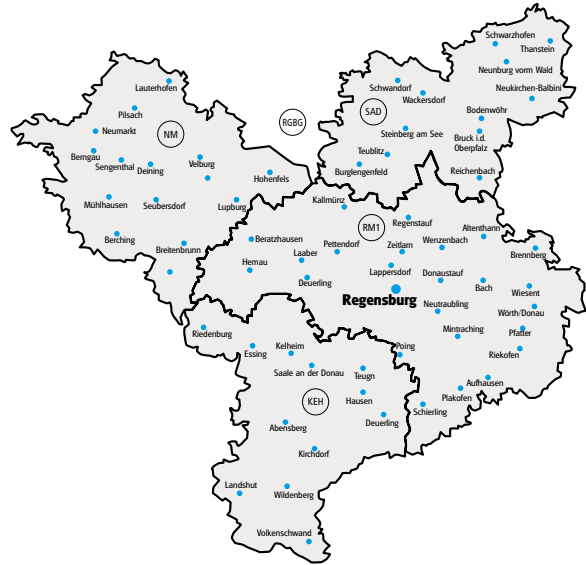 Schwarzhofen
Thanstein
Neunburg vorm Wald
Lauterhofen
Schwandorf
Wackersdorf
Neukirchen-Balbini
Pilsach
SAD
Bodenwöhr
RGBG
Neumarkt
NM
Steinberg am See
Bruck i.d.
Oberpfalz
Berngau
Sengenthal
Deining
Velburg
Teublitz
Burglengenfeld
Hohenfels
Reichenbach
Mühlhausen
Seubersdorf
Lupburg
Kallmünz
Regenstauf
RM1
Altenthann
Berching
Breitenbrunn
Beratzhausen
Pettendorf
Zeitlarn
Wenzenbach
Brennberg
Laaber
Hemau
Lappersdorf
Deuerling
Donaustauf
Bach
Wiesent
Regensburg
Neutraubling
Wörth/Donau
Riedenburg
Mintraching
Pfatter
Essing
Kelheim
Poing
Riekofen
Saale an der Donau
Teugn
Aufhausen
KEH
Hausen
Plakofen
Schierling
Abensberg
Deuerling
Kirchdorf
Landshut
Wildenberg
Volkenschwand